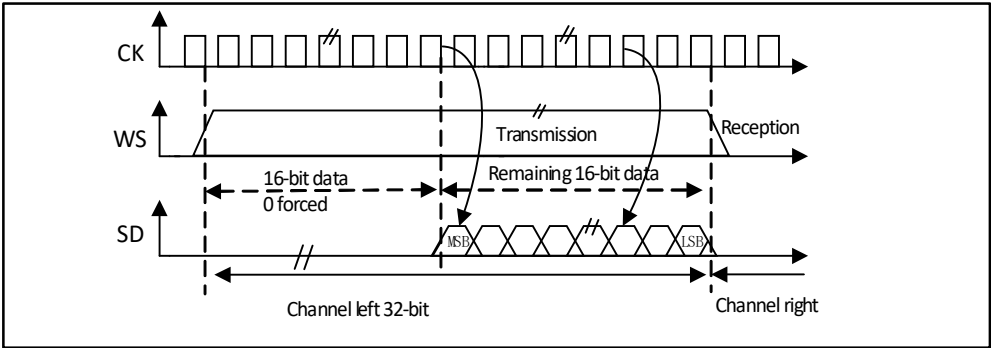 CK
WS
Transmission
Reception
16-bit data
Remaining 16-bit data
0 forced
SD
MSB
LSB
Channel left 32-bit
Channel right